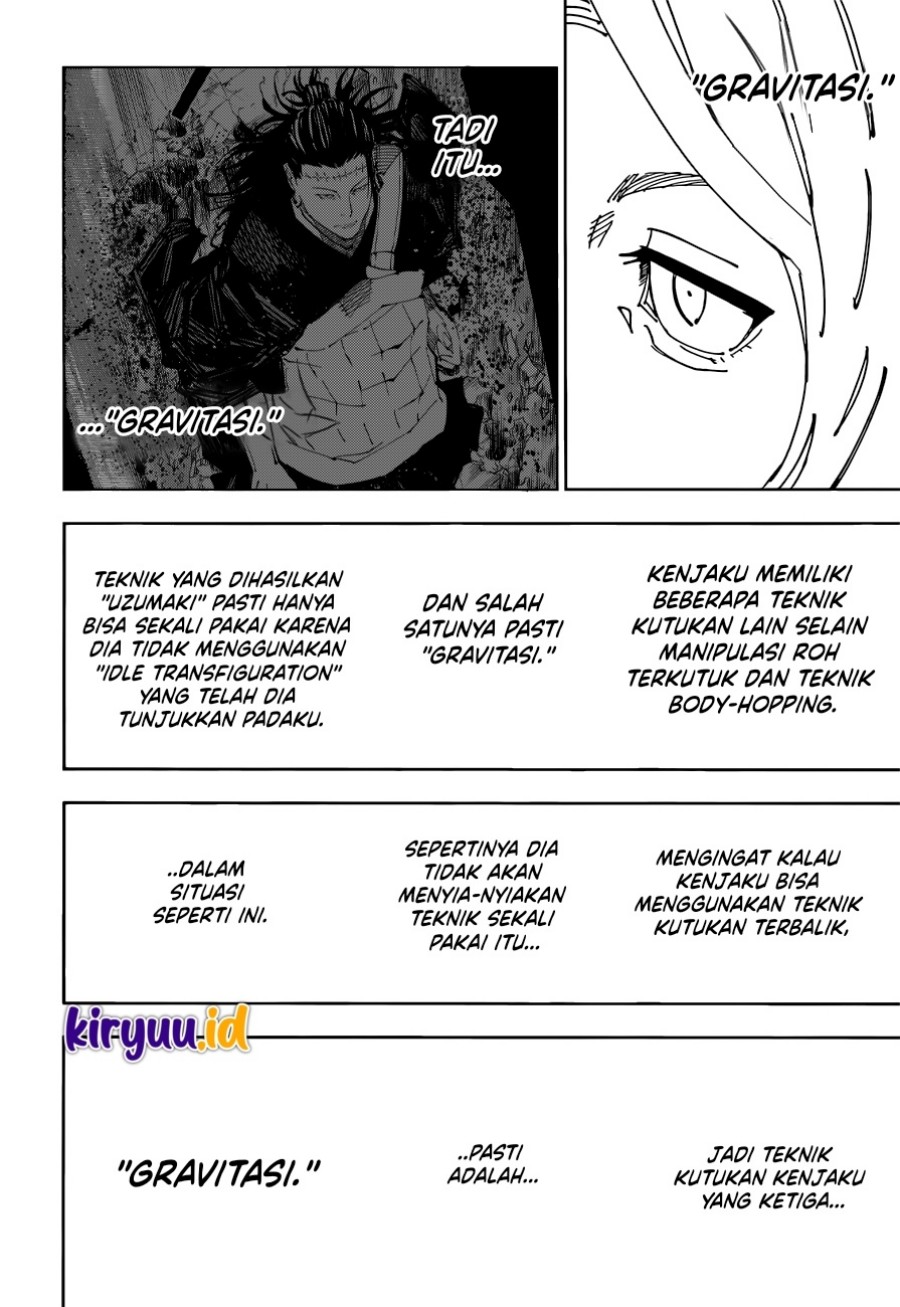 "GRAVITASI."
TADI
ITU...
..."GRAVITASI."
KENJAKU MEMILIKI
BEBERAPA TEKNIK
KUTUKAN LAIN SELAIN
MANIPULASI ROH
TERKUTUK DAN TEKNIK
BODY-HOPPING.
DAN SALAH
SATUNYA PASTI
"GRAVITASI."
TEKNIK YANG DIHASILKAN
"UZUMAKI" PASTI HANYA
BISA SEKALI PAKAI KARENA
DIA TIDAK MENGGUNAKAN
"IDLE TRANSFIGURATION"
YANG TELAH DIA
TUNJUKKAN PADAKU.
MENGINGAT KALAU
KENJAKU BISA
MENGGUNAKAN TEKNIK
KUTUKAN TERBALIK,
SEPERTINYA DIA
TIDAK AKAN
MENYIA-NYIAKAN
TEKNIK SEKALI
PAKAI ITU...
..DALAM
SITUASI
SEPERTI INI.
kiryuu.id
JADI TEKNIK
KUTUKAN KENJAKU
YANG KETIGA...
..PASTI
ADALAH...
"GRAVITASI."